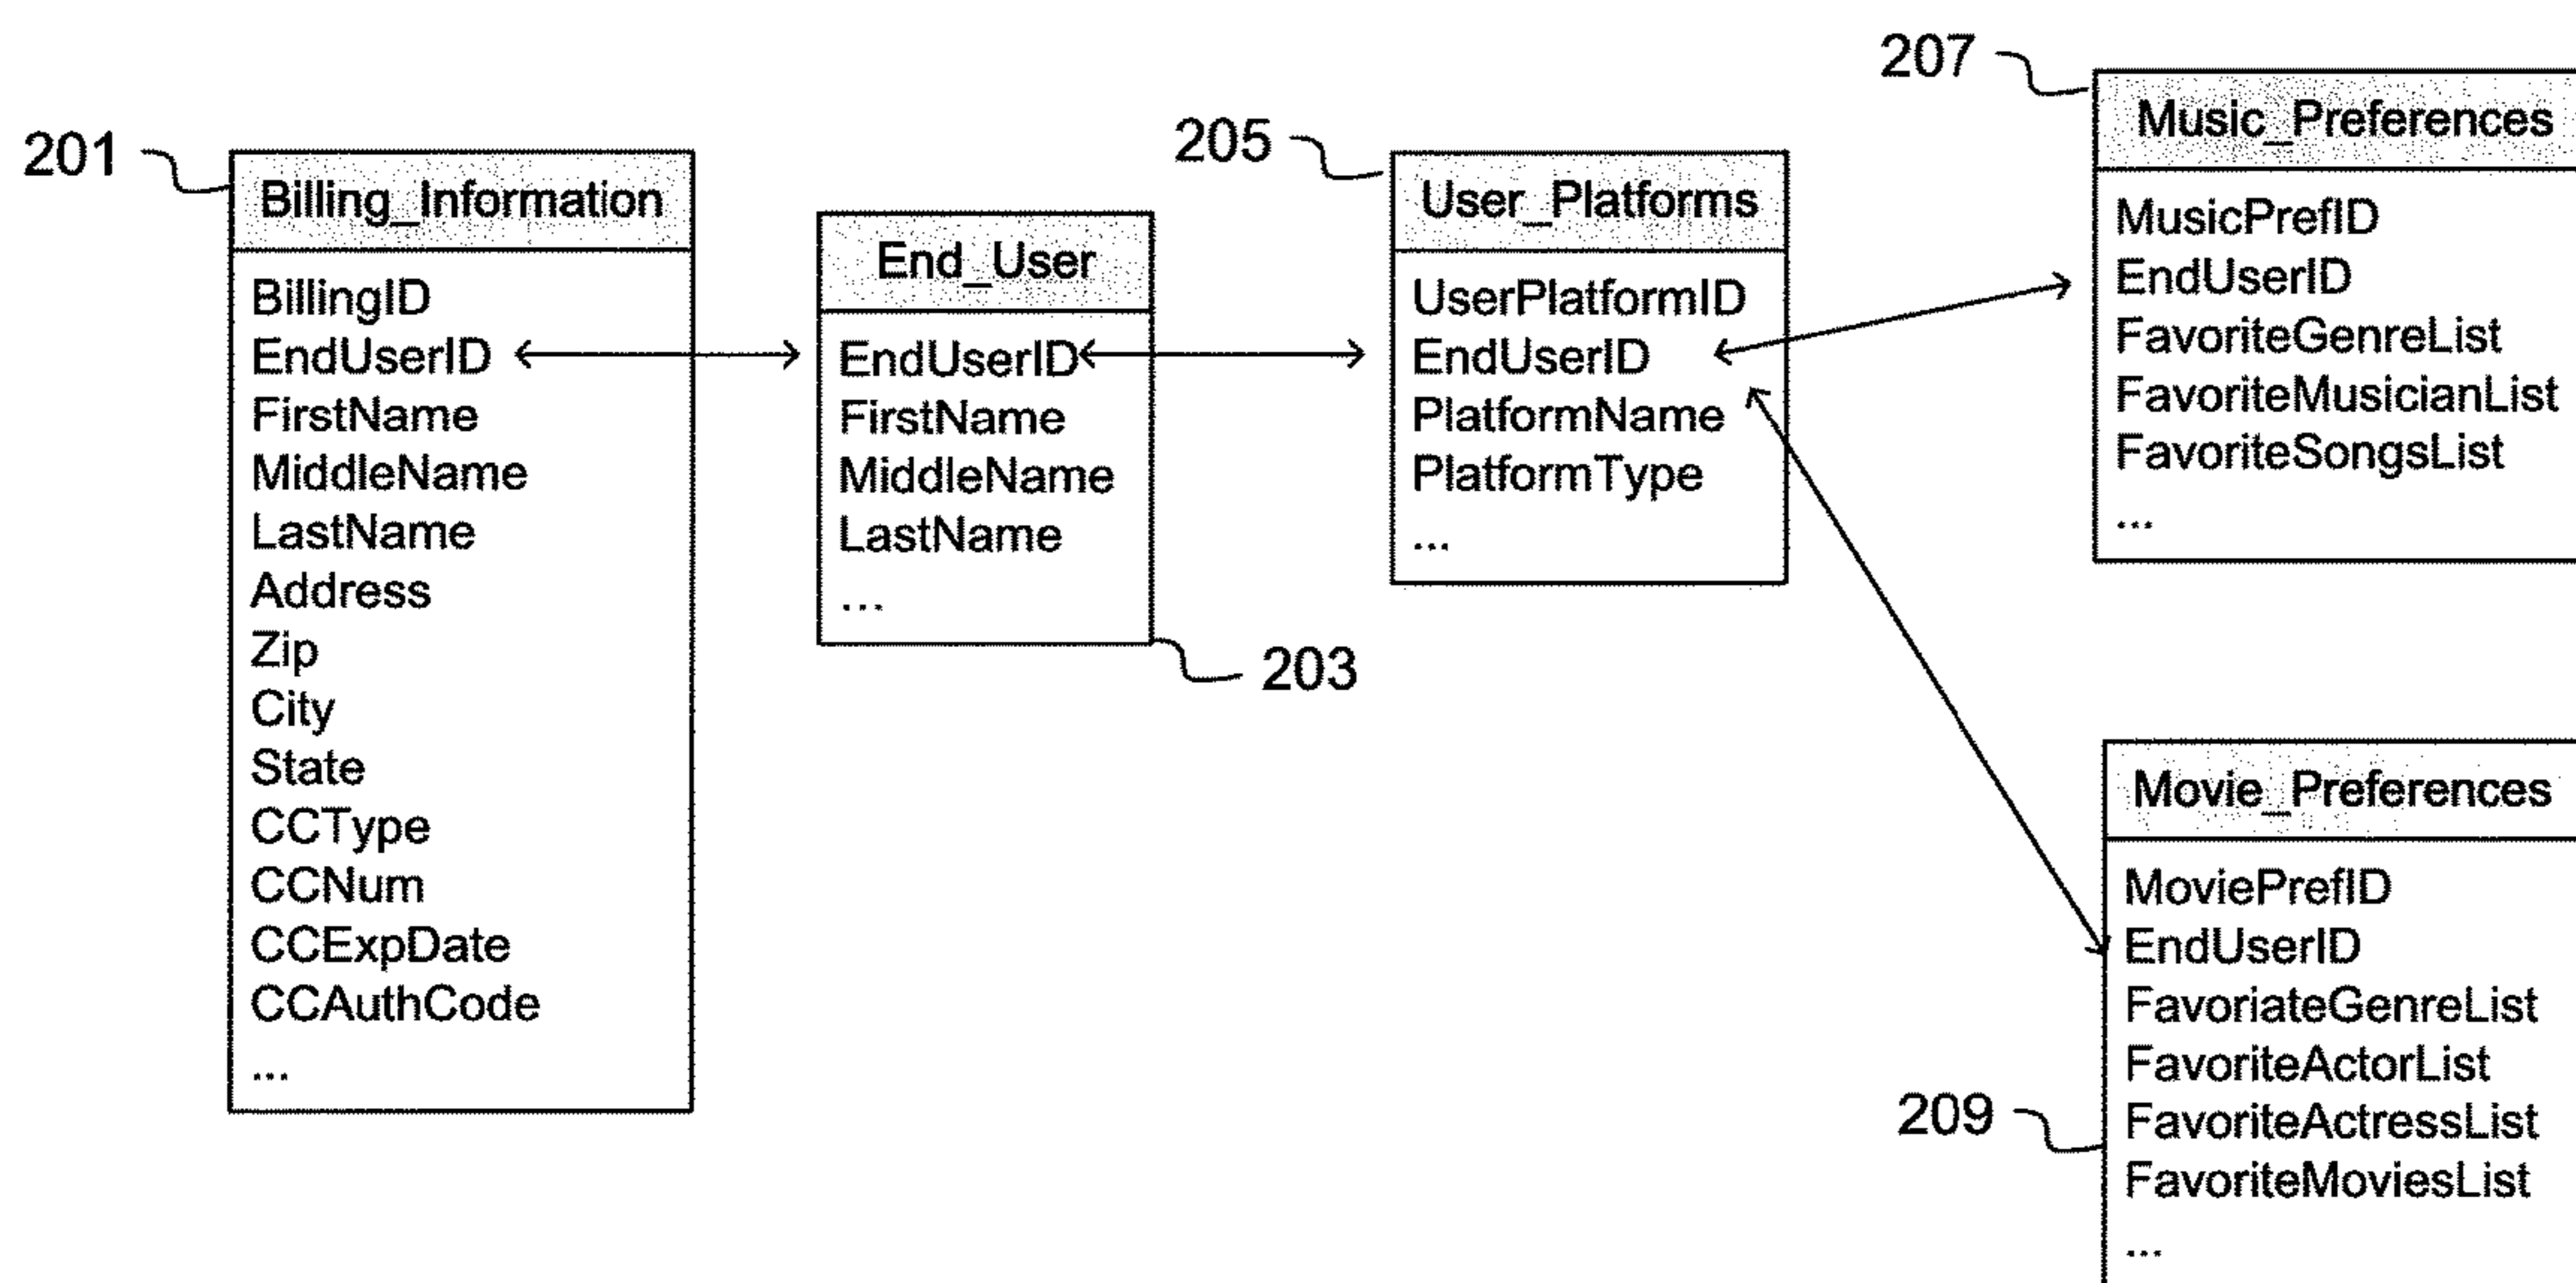 201
Billing_Information
BillingID
EndUserID
FirstName
MiddleName
LastName
Address
Zip
City
State
CCType
CCNum
CCExpDate
CCAuthCode
...
End_User
EndUserID
FirstName
MiddleName
LastName
...
203
205
User_Platforms
UserPlatformID
EndUserID
PlatformName
PlatformType
...
207
Music_Preferences
MusicPrefID
EndUserID
FavoriteGenreList
FavoriteMusicianList
FavoriteSongsList
...
Movie_Preferences
MoviePrefID
EndUserID
FavoriateGenreList
FavoriteActorList
FavoriteActressList
FavoriteMoviesList
...
209